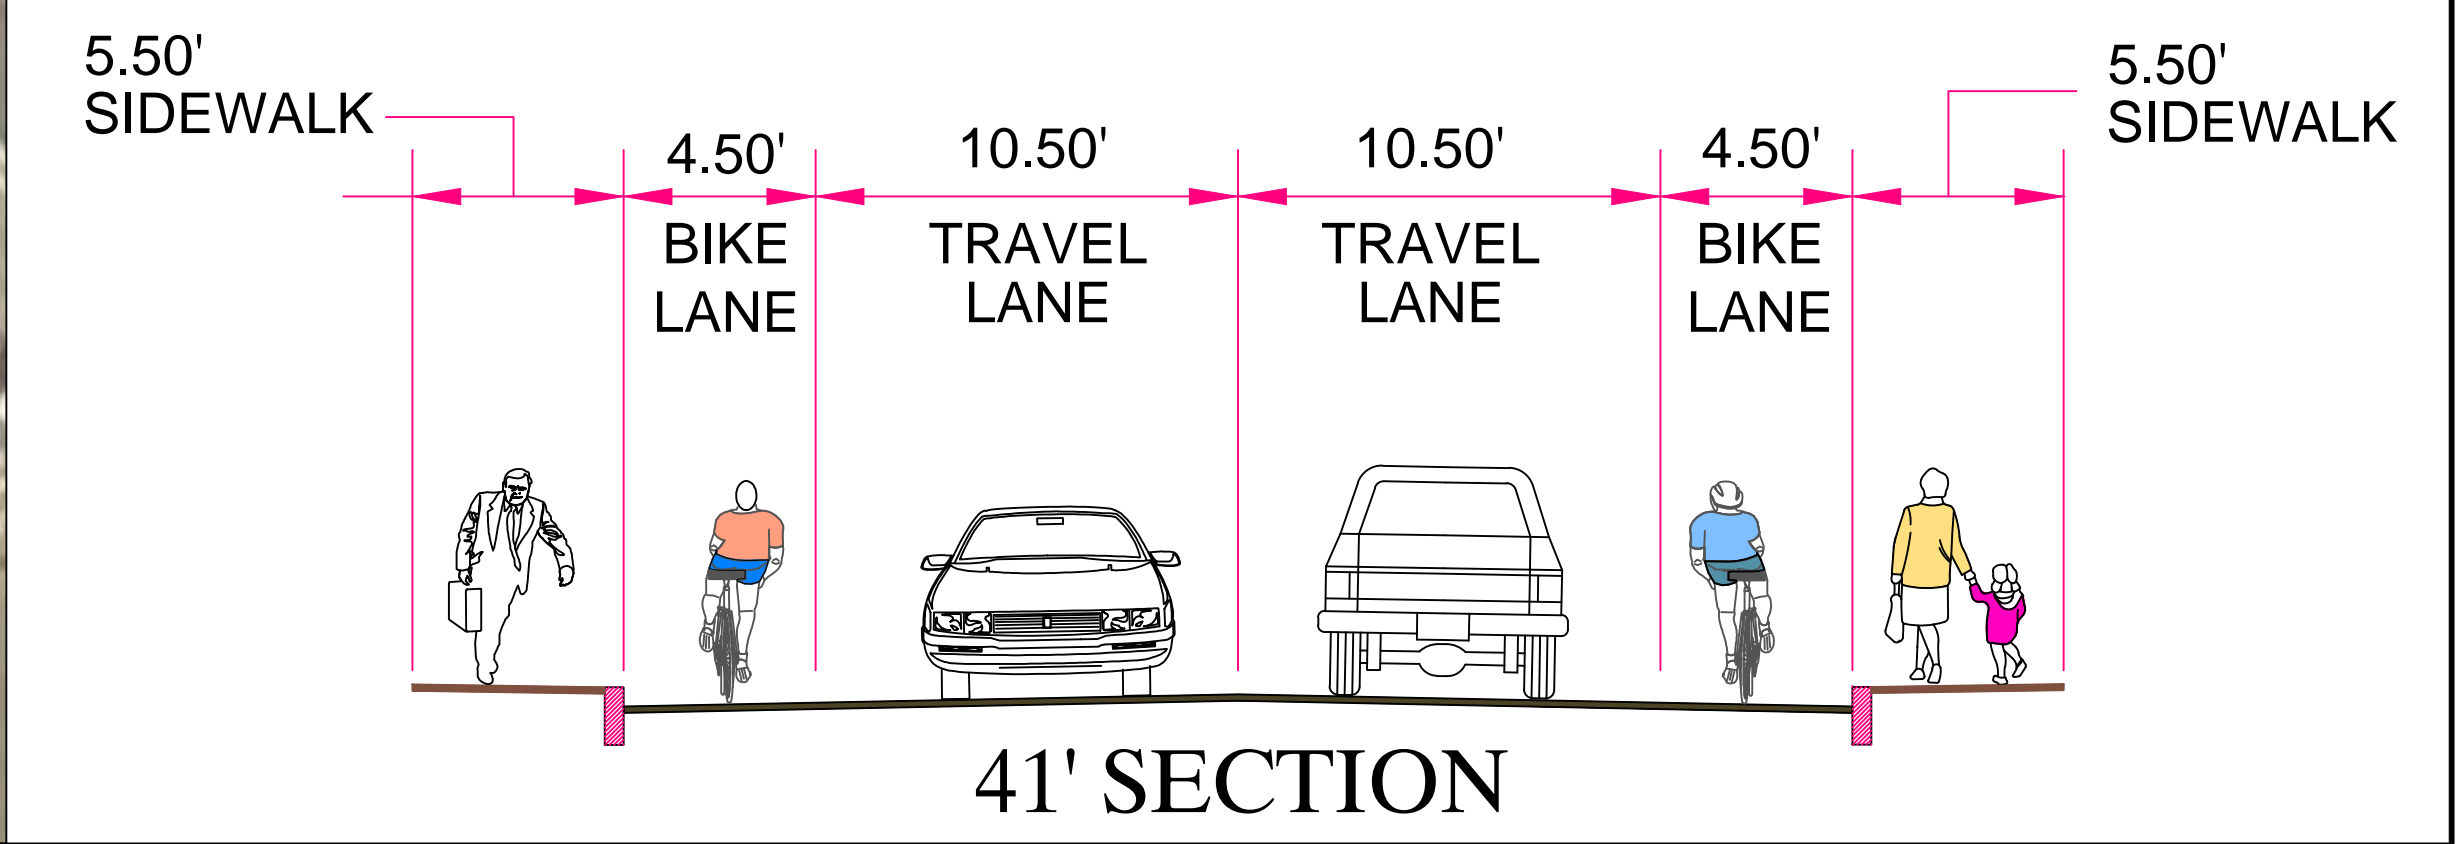 5.50'
SIDEWALK
4.50'
BIKE
LANE
10.50'
TRAVEL
LANE
10.50'
TRAVEL
LANE
4.50'
BIKE
LANE
5.50'
SIDEWALK
41' SECTION